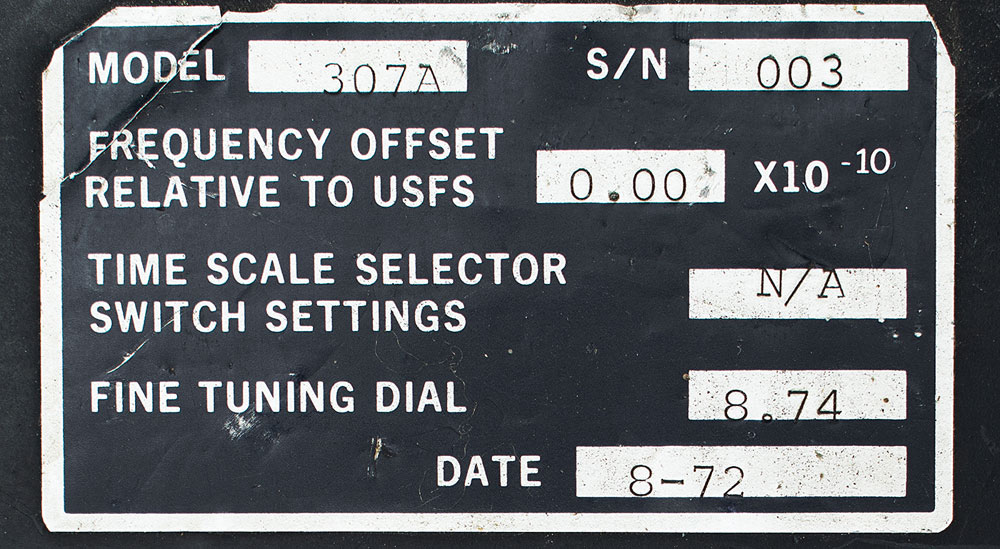 MODEL 307A S/N 003
FREQUENCY OFFSET
RELATIVE TO USFS 0.00 X10 -10
TIME SCALE SELECTOR
SWITCH SETTINGS N/A
FINE TUNING DIAL 8.74
DATE 8-72